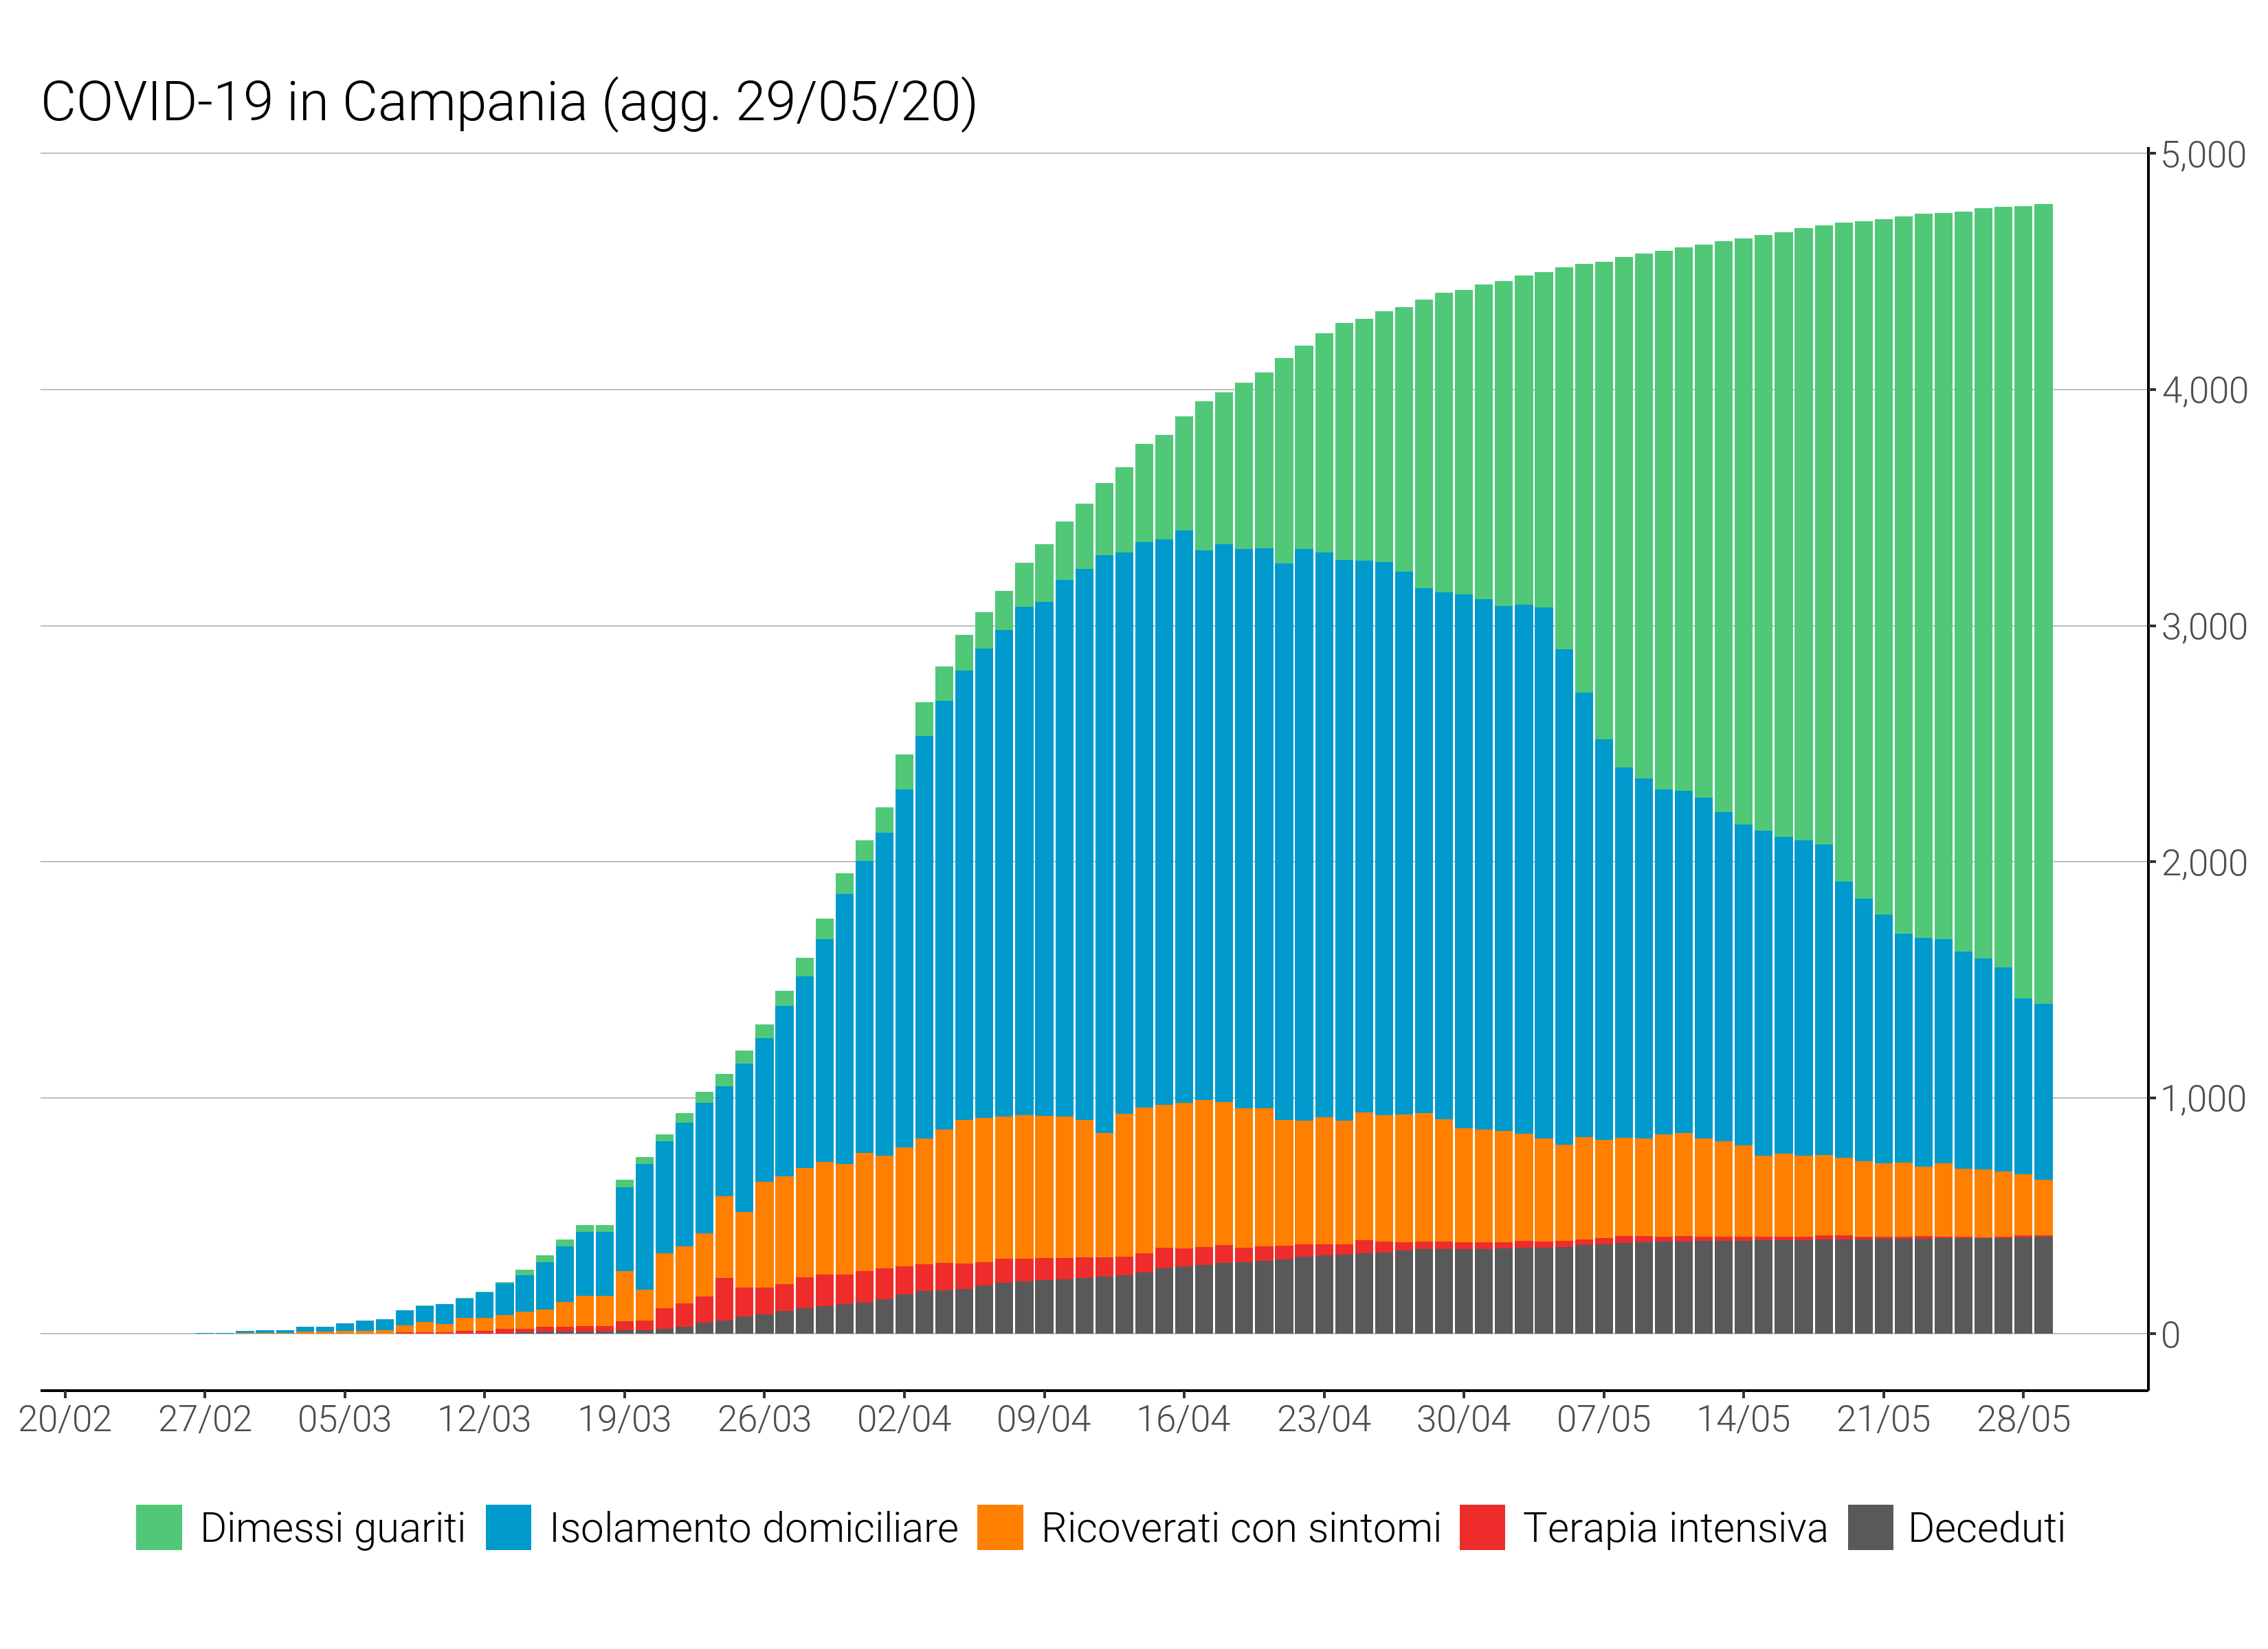 COVID-19 in Campania (agg. 29/05/20)
5,000
4,000
3,000
2,000
1,000
0
20/02 27/02 05/03 12/03 19/03 26/03 02/04 09/04 16/04 23/04 30/04 07/05 14/05 21/05 28/05
Dimessi guariti Isolamento domiciliare Ricoverati con sintomi Terapia intensiva Deceduti